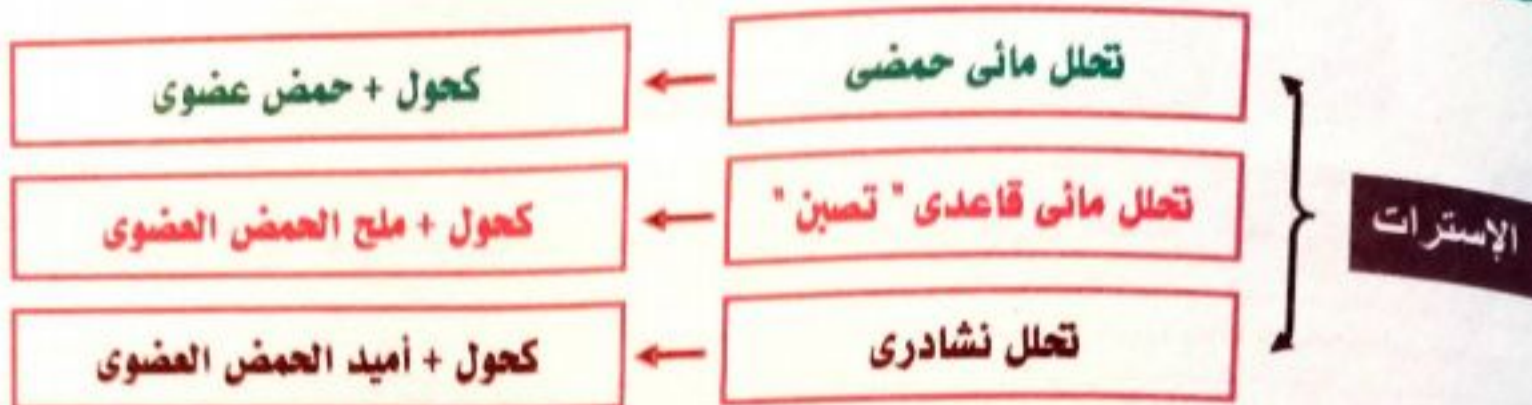 الإسترات
تحلل مائى حمضى
كحول + حمض عضوى
تحلل مائى قاعدى " تصبن "
كحول + ملح الحمض العضوى
تحلل نشادرى
كحول + أميد الحمض العضوى